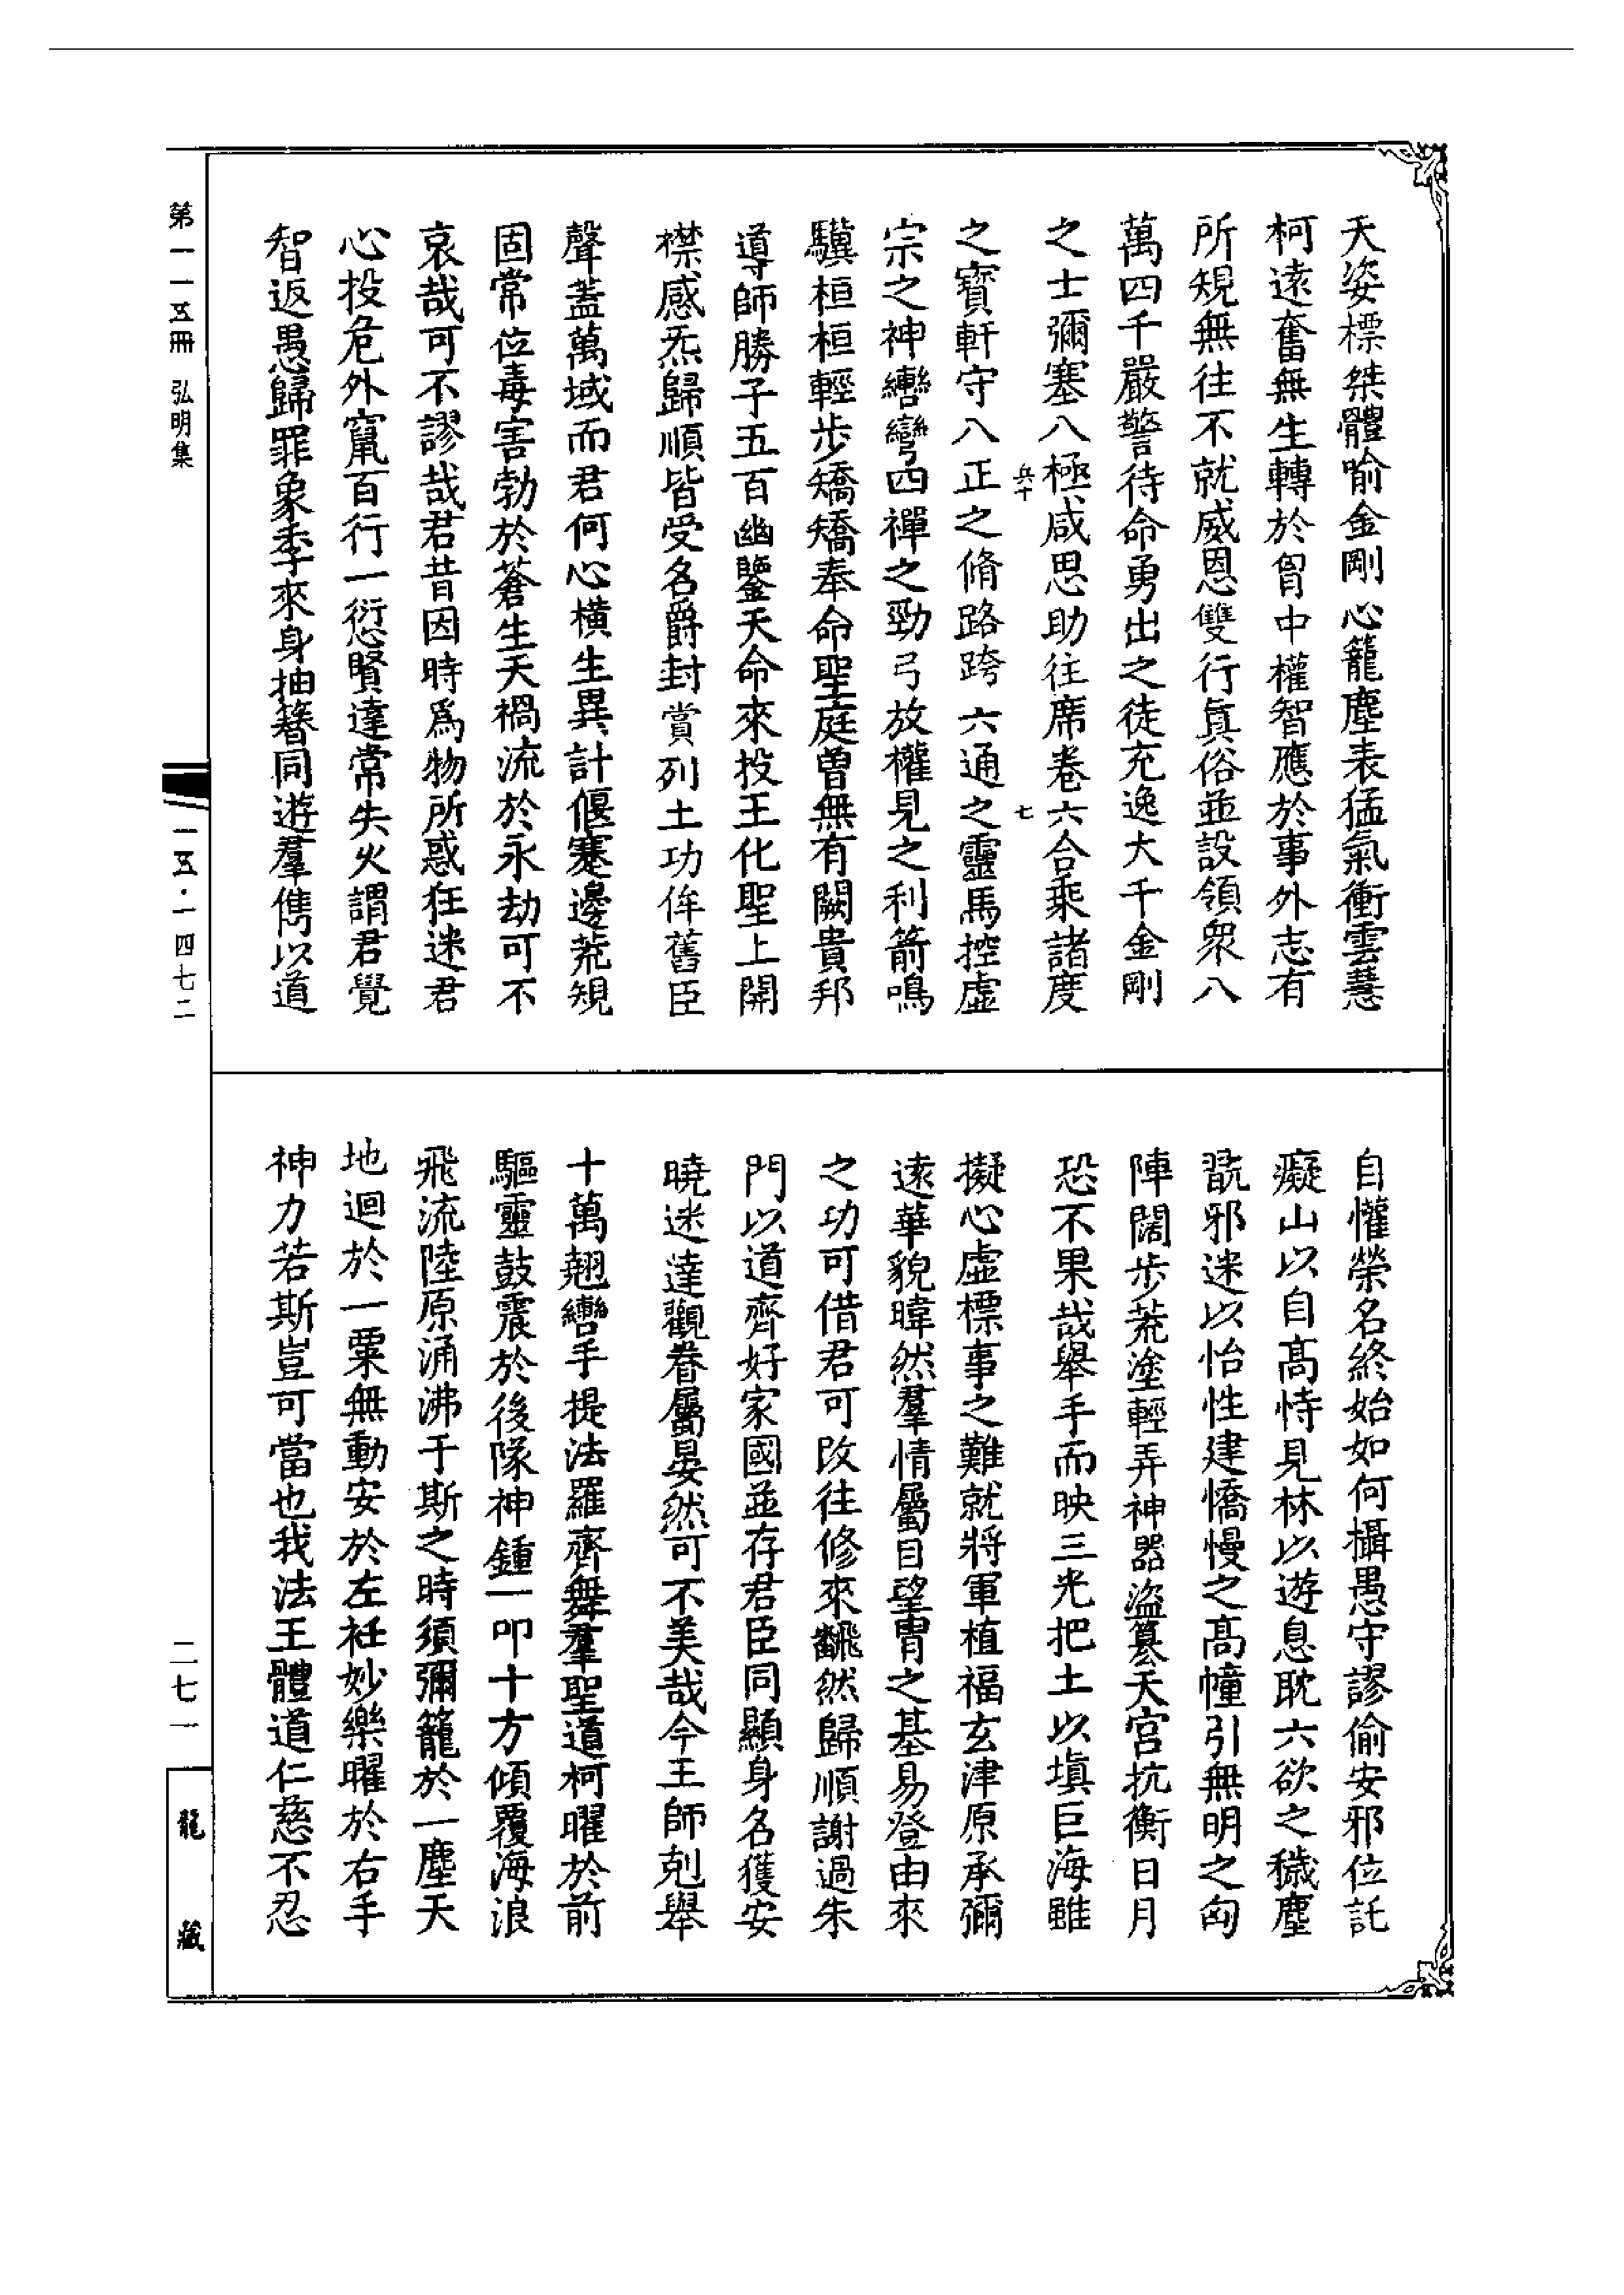 天姿標桀體喻金剛心籠塵表猛氣衝雲慧
柯遠奮無生轉於胷中權智應於事外志有
所規無往不就威恩雙行眞俗並設領衆八
萬四千嚴警待命勇出之徒充逸大千金剛
之士彌塞八極咸思助往席卷六合乘諸度
兵十
七
之寶軒守八正之脩路跨六通之靈馬控虛
宗之神轡彎四禪之勁弓放權見之利箭鳴
驥桓桓輕步矯矯奉命聖庭曾無有闕貴邦
導師勝子五百幽鑒天命來投王化聖上開
襟感炁歸順皆受名爵封賞列土功侔舊臣
聲蓋萬域而君何心橫生異計偃蹇邊荒規
固常位毒害勃於蒼生天禍流於永劫可不
哀哉可不謬哉君昔因時爲物所惑狂迷君
心投危外竄百行一愆賢達常失火謂君覺
智返愚歸罪象季來身抽簪同遊羣儁以道
自懽榮名終始如何攝愚守謬偷安邪位託
癡山以自髙恃見林以遊息耽六欲之穢塵
翫邪迷以怡性建憍慢之髙幢引無明之凶
陣闊步荒塗輕弄神器盜篡天宮抗衡日月
恐不果哉舉手而映三光把土以塡巨海雖
擬心虛標事之難就將軍植福玄津原承彌
遠華貌暐然羣情屬目望胄之基易登由來
之功可借君可改往修來飜然歸順謝過朱
門以道齊好家國並存君臣同顯身名獲安
曉迷達觀眷屬晏然可不美哉今王師剋舉
十萬翹轡手提法羅齊舞羣聖道柯曜於前
驅靈鼓震於後隊神鍾一叩十方傾覆海浪
飛流陸原涌沸于斯之時須彌籠於一塵天
地迴於一粟無動安於左衽妙樂曜於右手
神力若斯豈可當也我法王體道仁慈不忍
第一一五冊 弘明集
一五·一四七二
二七一
龍藏